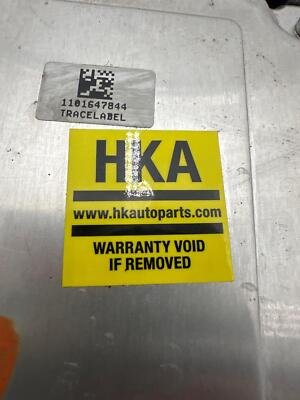 1101647844
TRACELABEL
HKA
www.hkautoparts.com
WARRANTY VOID
IF REMOVED